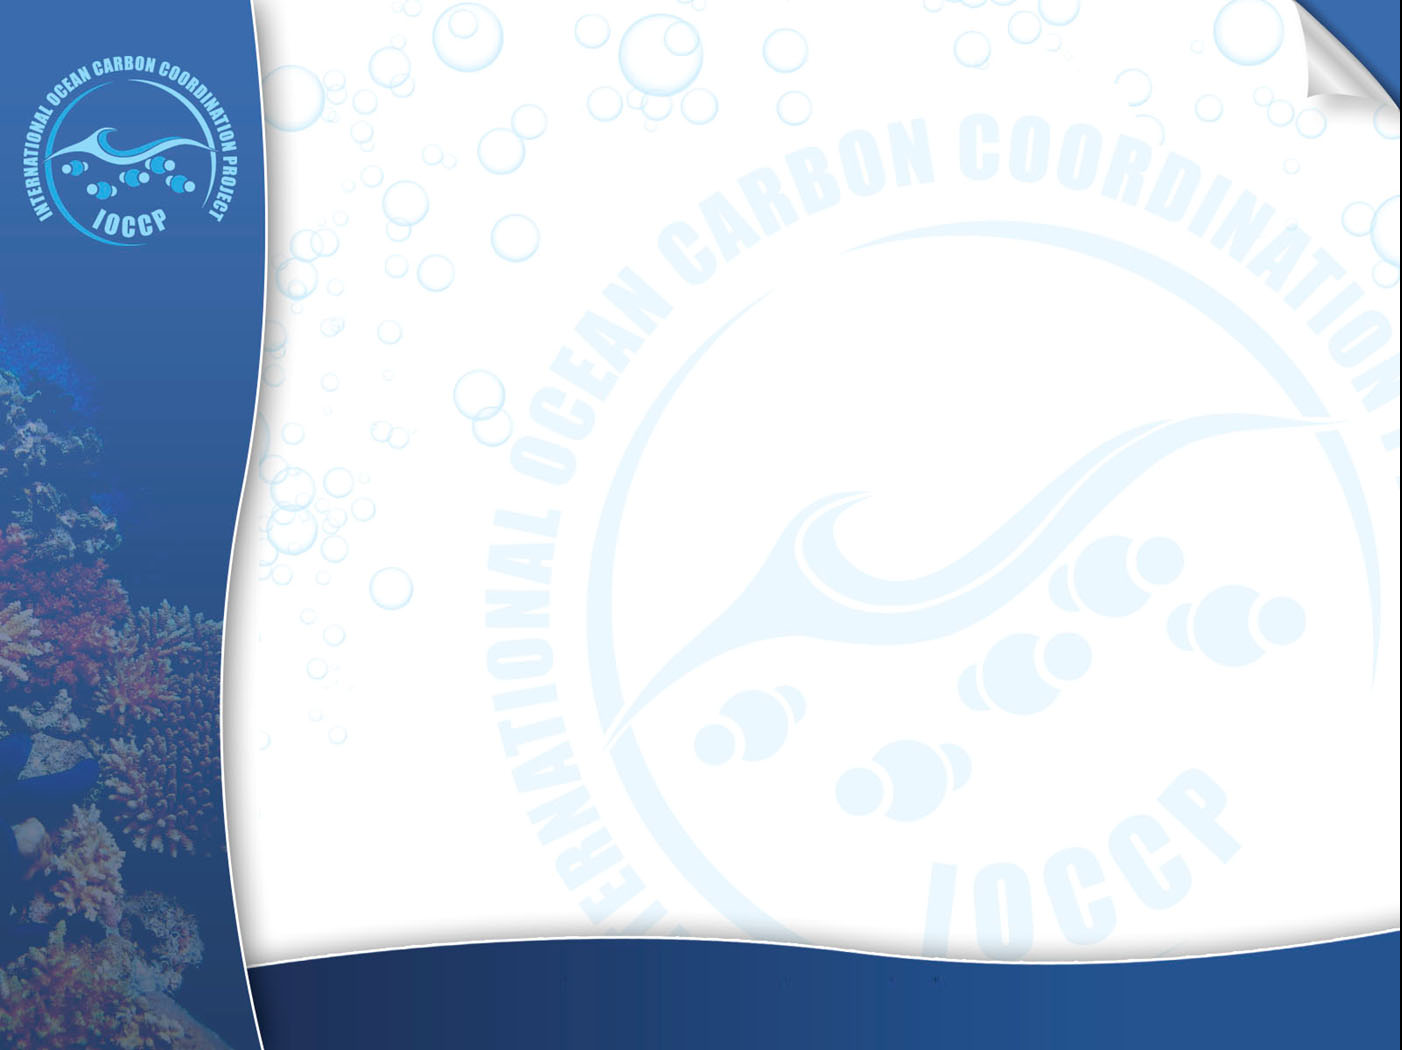 INTERNATIONAL OCEAN CARBON COORDINATION PROJECT
IOCCP
INTERNATIONAL OCEAN CARBON COORDINATION P
IOCCP